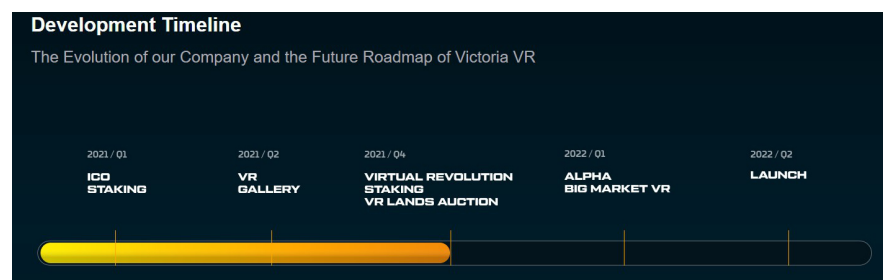 Development Timeline
The Evolution of our Company and the Future Roadmap of Victoria VR
2021 / Q1
ICO
STAKING
2021 / Q2
VR
GALLERY
2021 / Q4
VIRTUAL REVOLUTION
STAKING
VR LANDS AUCTION
2022 / Q1
ALPHA
BIG MARKET VR
2022 / Q2
LAUNCH